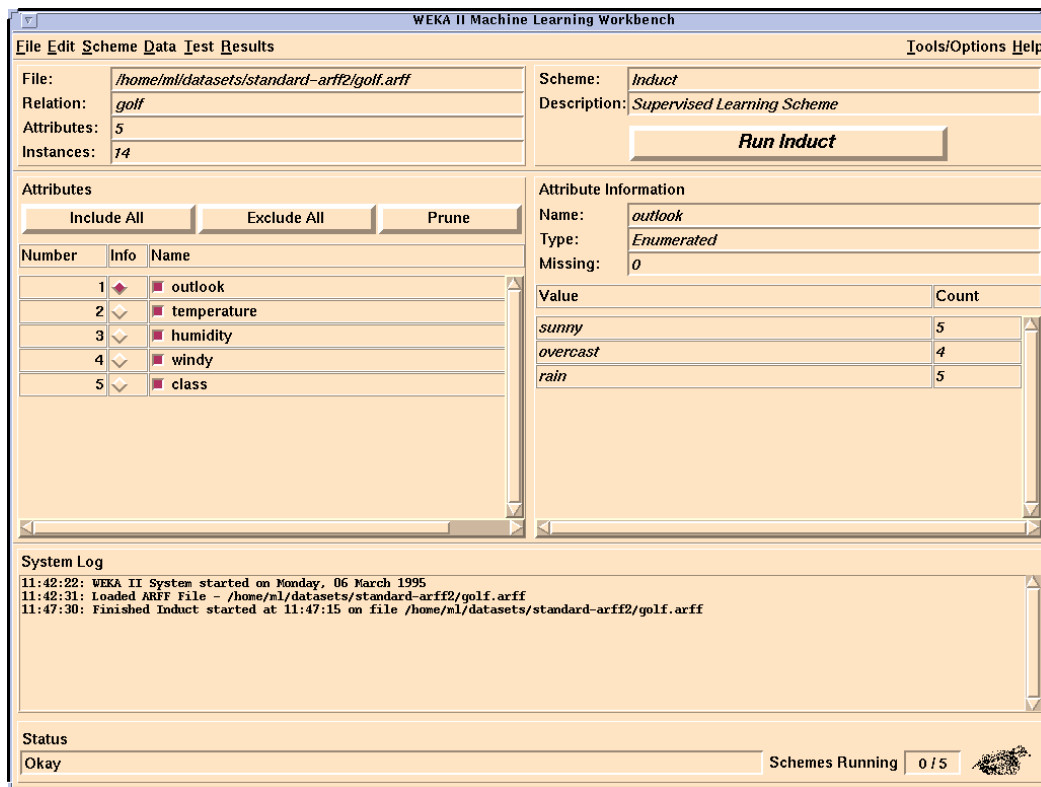 WEKA II Machine Learning Workbench
File Edit Scheme Data Test Results Tools/Options Help
File: /home/ml/datasets/standard-arff2/golf.arff
Relation: golf
Attributes: 5
Instances: 14
Scheme: Induct
Description: Supervised Learning Scheme
Run Induct
Attributes
Include All Exclude All Prune
Number Info Name
1 outlook
2 temperature
3 humidity
4 windy
5 class
Attribute Information
Name: outlook
Type: Enumerated
Missing: 0
Value Count
sunny 5
overcast 4
rain 5
System Log
11:42:22: WEKA II System started on Monday, 06 March 1995
11:42:31: Loaded ARFF File - /home/ml/datasets/standard-arff2/golf.arff
11:47:30: Finished Induct started at 11:47:15 on file /home/ml/datasets/standard-arff2/golf.arff
Status
Okay
Schemes Running 0 / 5